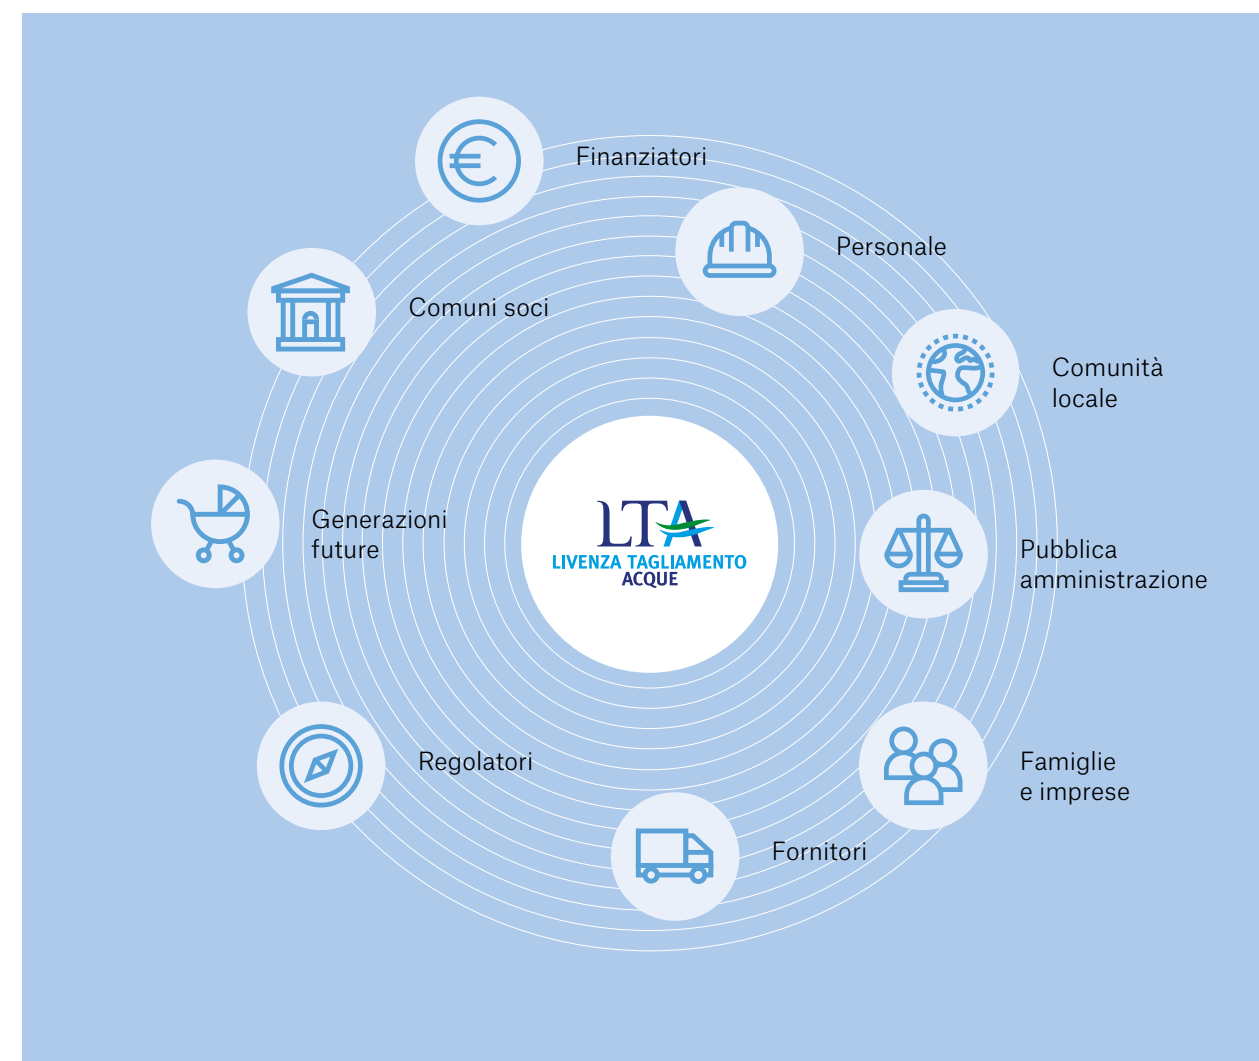 Finanziatori
Personale
Comuni soci
Comunità
locale
LTA
LIVENZA TAGLIAMENTO
ACQUE
Generazioni
future
Pubblica
amministrazione
Regolatori
Famiglie
e imprese
Fornitori